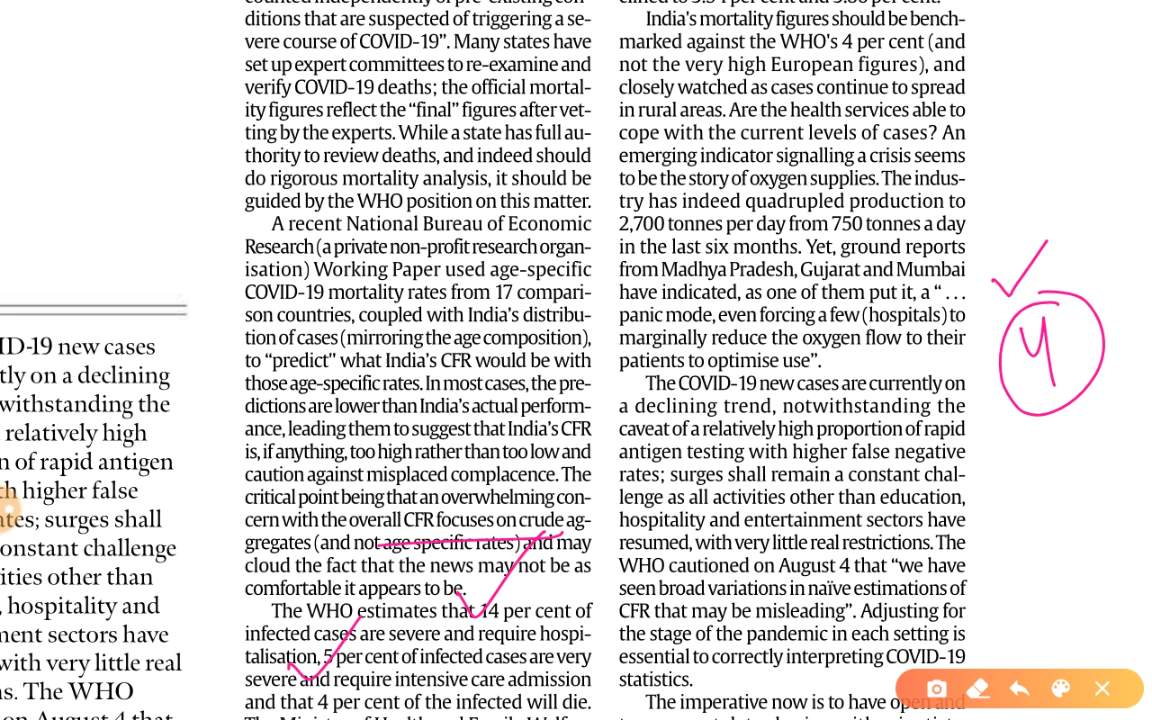 counted independently of pre-existing con-
ditions that are suspected of triggering a se-
vere course of COVID-19”. Many states have
set up expert committees to re-examine and
verify COVID-19 deaths; the official mortal-
ity figures reflect the “final” figures after vet-
ting by the experts. While a state has full au-
thority to review deaths, and indeed should
do rigorous mortality analysis, it should be
guided by the WHO position on this matter.
A recent National Bureau of Economic
Research (a private non-profit research organ-
isation) Working Paper used age-specific
COVID-19 mortality rates from 17 compari-
son countries, coupled with India’s distribu-
tion of cases (mirroring the age composition),
to “predict" what India’s CFR would be with
those age-specific rates. In most cases, the pre-
dictions are lower than India’s actual perform-
ance, leading them to suggest that India’s CFR
is, if anything, too high rather than too low and
caution against misplaced complacence. The
critical point being that an overwhelming con-
cern with the overall CFR focuses on crude ag-
gregates (and not age specific rates) and may
cloud the fact that the news may not be as
comfortable it appears to be.
The WHO estimates that 14 per cent of
infected cases are severe and require hospi-
talisation, 5 per cent of infected cases are very
severe and require intensive care admission
and that 4 per cent of the infected will die.
India’s mortality figures should be bench-
marked against the WHO's 4 per cent (and
not the very high European figures), and
closely watched as cases continue to spread
in rural areas. Are the health services able to
cope with the current levels of cases? An
emerging indicator signalling a crisis seems
to be the story of oxygen supplies. The indus-
try has indeed quadrupled production to
2,700 tonnes per day from 750 tonnes a day
in the last six months. Yet, ground reports
from Madhya Pradesh, Gujarat and Mumbai
have indicated, as one of them put it, a “ . . .
panic mode, even forcing a few (hospitals) to
marginally reduce the oxygen flow to their
patients to optimise use”.
The COVID-19 new cases are currently on
a declining trend, notwithstanding the
caveat of a relatively high proportion of rapid
antigen testing with higher false negative
rates; surges shall remain a constant chal-
lenge as all activities other than education,
hospitality and entertainment sectors have
resumed, with very little real restrictions. The
WHO cautioned on August 4 that “we have
seen broad variations in naïve estimations of
CFR that may be misleading”. Adjusting for
the stage of the pandemic in each setting is
essential to correctly interpreting COVID-19
statistics.
The imperative now is to have open and
4
ID-19 new cases
tly on a declining
withstanding the
relatively high
n of rapid antigen
th higher false
ates; surges shall
onstant challenge
ities other than
, hospitality and
ment sectors have
with very little real
s. The WHO
on August 4 that